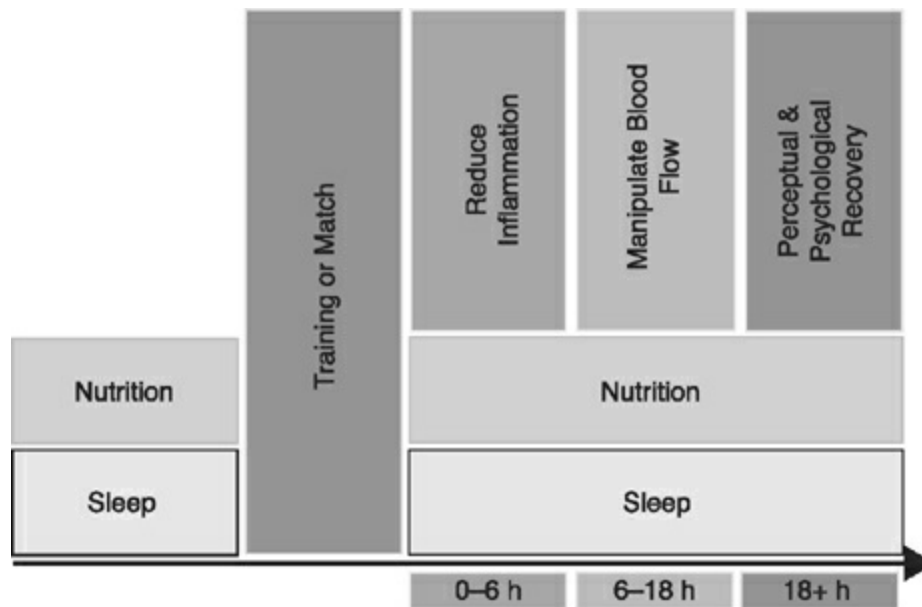 Training or Match
Reduce
Inflammation
Manipulate Blood
Flow
Perceptual &
Psychological
Recovery
Nutrition
Nutrition
Sleep
Sleep
0–6 h
6–18 h
18+ h